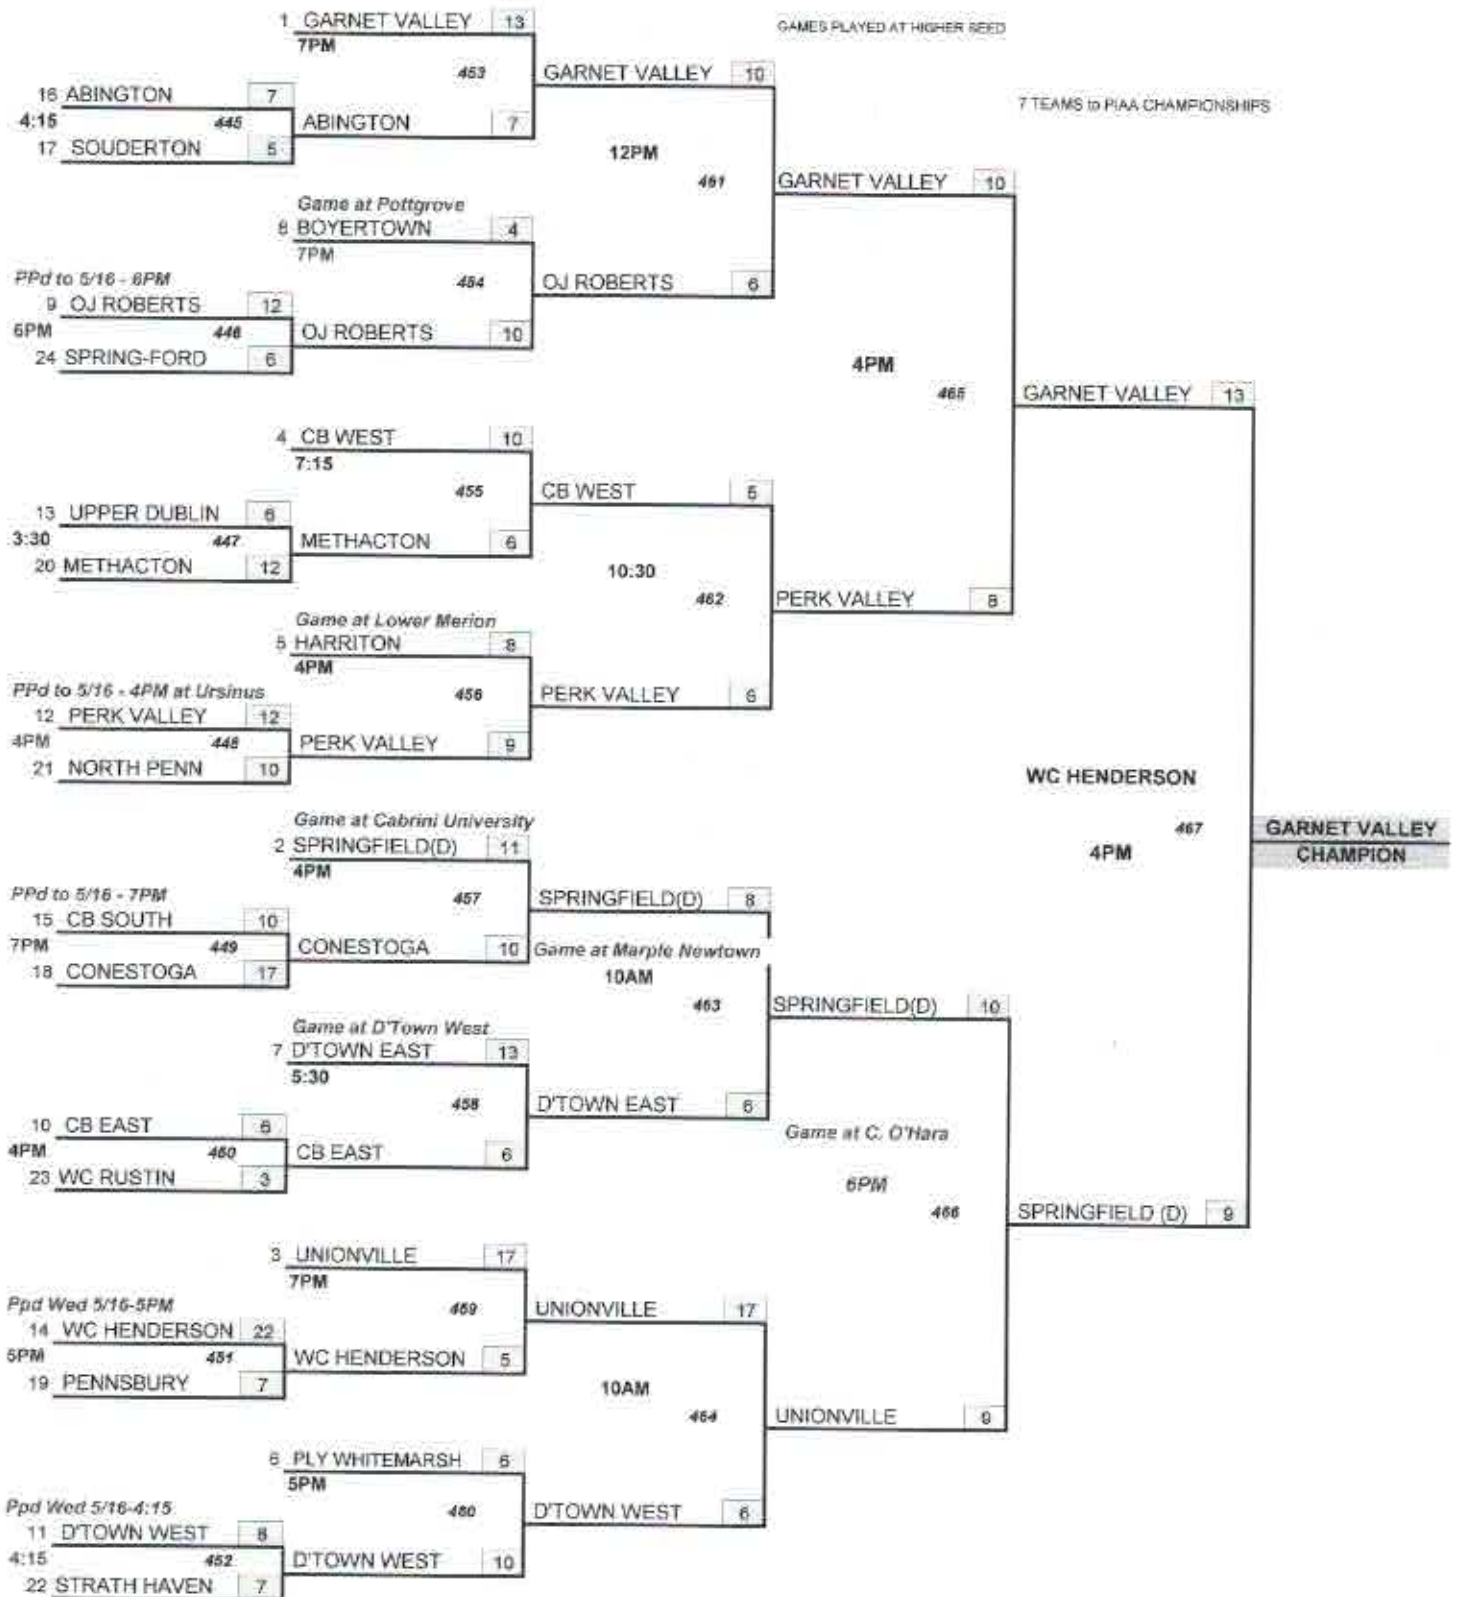 1 GARNET VALLEY 13
GAMES PLAYED AT HIGHER SEED
7PM
453
GARNET VALLEY 10
16 ABINGTON 7
7 TEAMS to PIAA CHAMPIONSHIPS
4:15 445
ABINGTON 7
17 SOUDERTON 5
12PM
461
GARNET VALLEY 10
Game at Pottgrove
8 BOYERTOWN 4
7PM
PPd to 5/16 - 6PM
454
OJ ROBERTS 6
9 OJ ROBERTS 12
6PM 446
OJ ROBERTS 10
24 SPRING-FORD 6
4PM
465
GARNET VALLEY 13
4 CB WEST 10
7:15
455
CB WEST 5
13 UPPER DUBLIN 6
3:30 447
METHACTON 6
20 METHACTON 12
10:30
462
PERK VALLEY 8
Game at Lower Merion
5 HARRITON 8
4PM
PPd to 5/16 - 4PM at Ursinus
456
PERK VALLEY 6
12 PERK VALLEY 12
4PM 448
PERK VALLEY 9
21 NORTH PENN 10
WC HENDERSON
467
4PM
GARNET VALLEY
CHAMPION
Game at Cabrini University
2 SPRINGFIELD(D) 11
4PM
PPd to 5/16 - 7PM
457
SPRINGFIELD(D) 8
15 CB SOUTH 10
7PM 449
CONESTOGA 10
Game at Marple Newtown
18 CONESTOGA 17
10AM
463
SPRINGFIELD(D) 10
Game at D'Town West
7 D'TOWN EAST 13
5:30
458
D'TOWN EAST 6
10 CB EAST 6
4PM 450
CB EAST 6
23 WC RUSTIN 3
Game at C. O'Hara
6PM
466
SPRINGFIELD (D) 9
3 UNIONVILLE 17
7PM
Ppd Wed 5/16-5PM
459
UNIONVILLE 17
14 WC HENDERSON 22
5PM 451
WC HENDERSON 5
19 PENNSBURY 7
10AM
464
UNIONVILLE 9
6 PLY WHITEMARSH 6
5PM
Ppd Wed 5/16-4:15
460
D'TOWN WEST 6
11 D'TOWN WEST 8
4:15 452
D'TOWN WEST 10
22 STRATH HAVEN 7